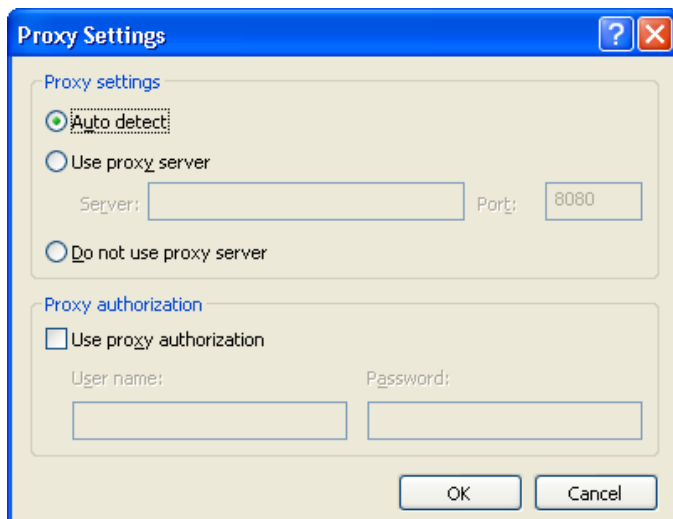 Proxy Settings
Proxy settings
Auto detect
Use proxy server
Server: Port: 8080
Do not use proxy server
Proxy authorization
Use proxy authorization
User name: Password:
OK Cancel